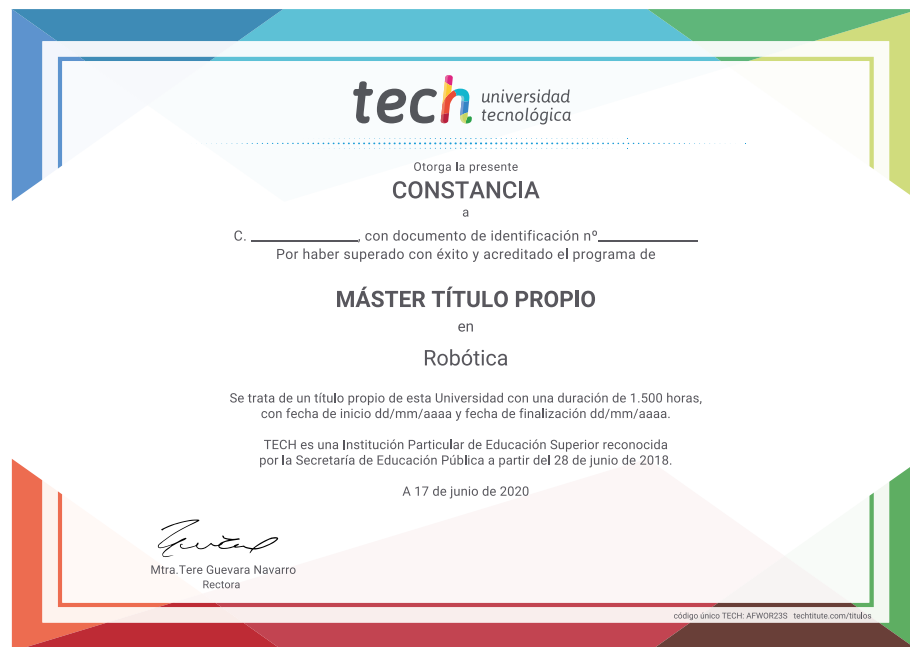 tech universidad
tecnológica
Otorga la presente
CONSTANCIA
a
C. ______________, con documento de identificación nº_____________
Por haber superado con éxito y acreditado el programa de
MÁSTER TÍTULO PROPIO
en
Robótica
Se trata de un título propio de esta Universidad con una duración de 1.500 horas,
con fecha de inicio dd/mm/aaaa y fecha de finalización dd/mm/aaaa.
TECH es una Institución Particular de Educación Superior reconocida
por la Secretaría de Educación Pública a partir del 28 de junio de 2018.
A 17 de junio de 2020
Mtra.Tere Guevara Navarro
Rectora
código único TECH: AFWOR23S techtitute.com/titulos